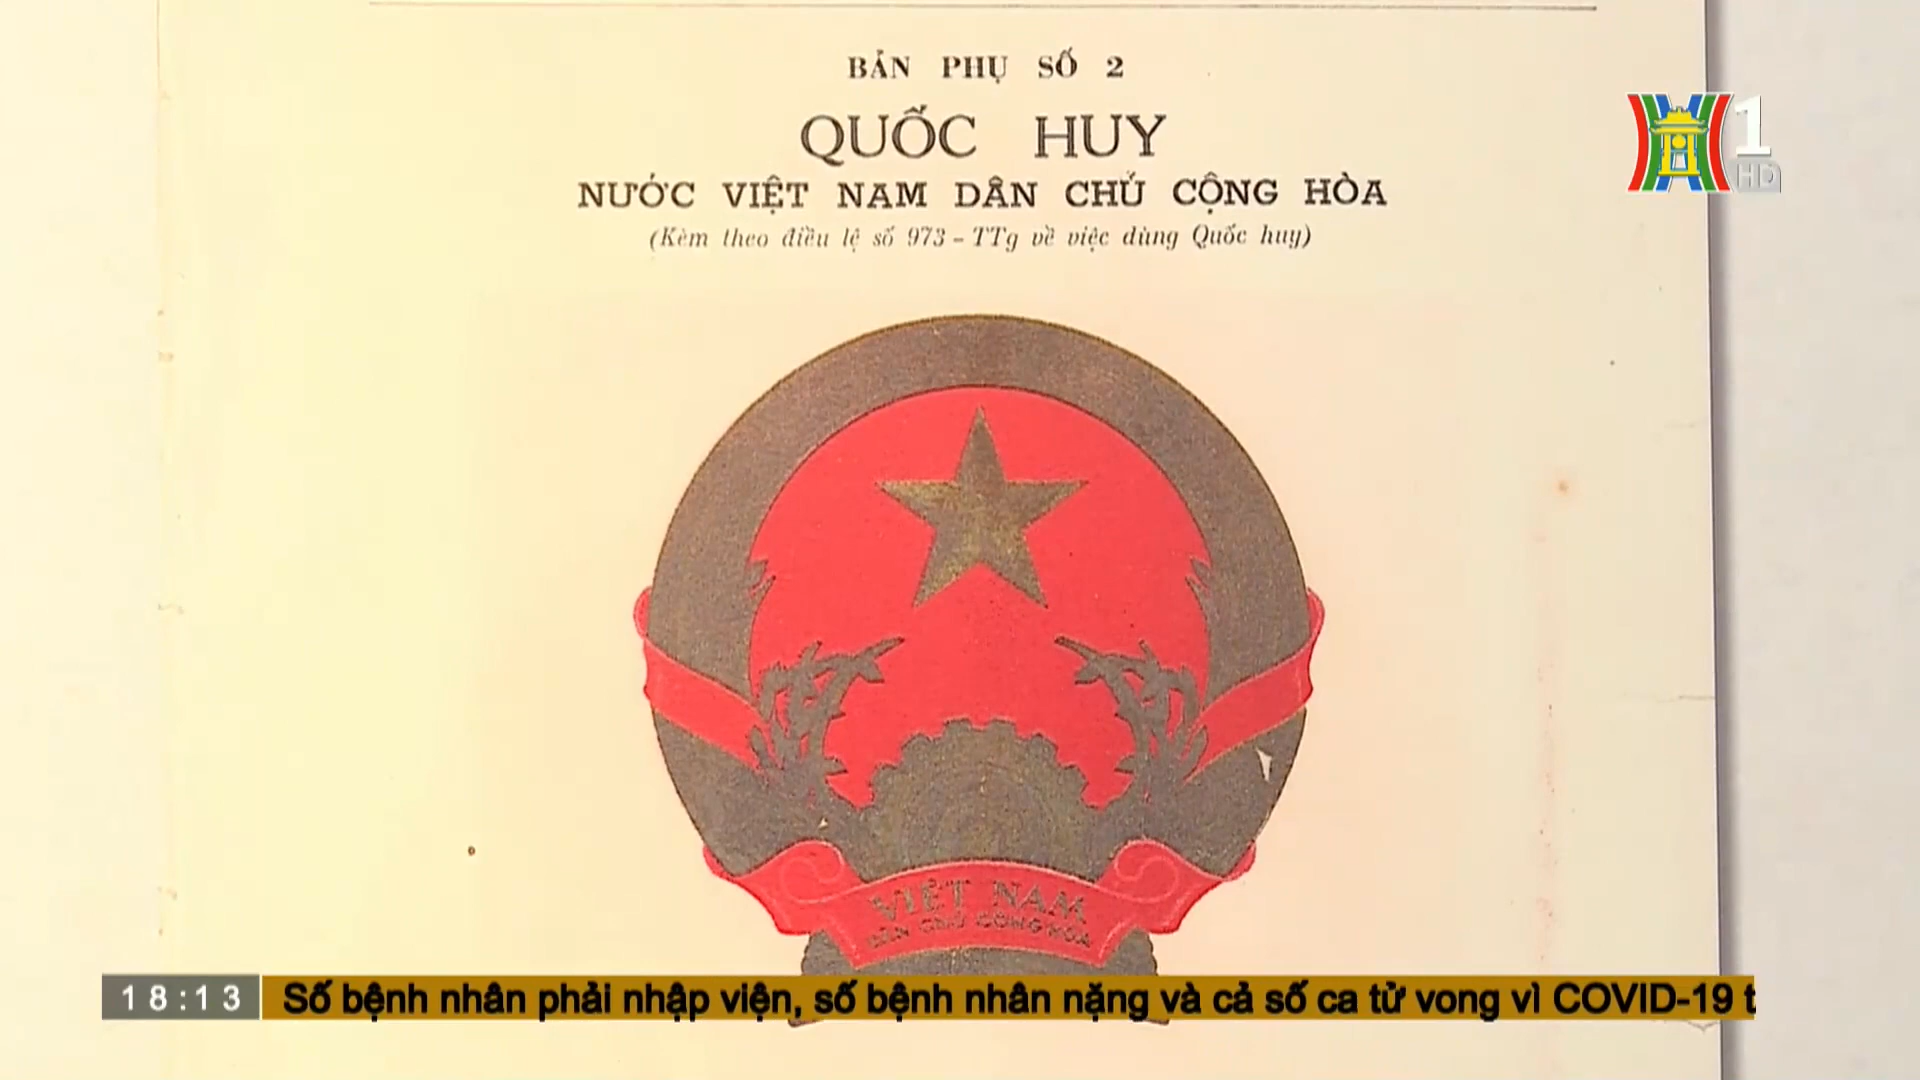 BẢN PHỤ SỐ 2
QUỐC HUY
NƯỚC VIỆT NAM DÂN CHỦ CỘNG HÒA
(Kèm theo điều lệ số 973 - TTg về việc dùng Quốc huy)
1
HD
VIỆT NAM
DÂN CHỦ CỘNG HÒA
18:13
Số bệnh nhân phải nhập viện, số bệnh nhân nặng và cả số ca tử vong vì COVID-19 t